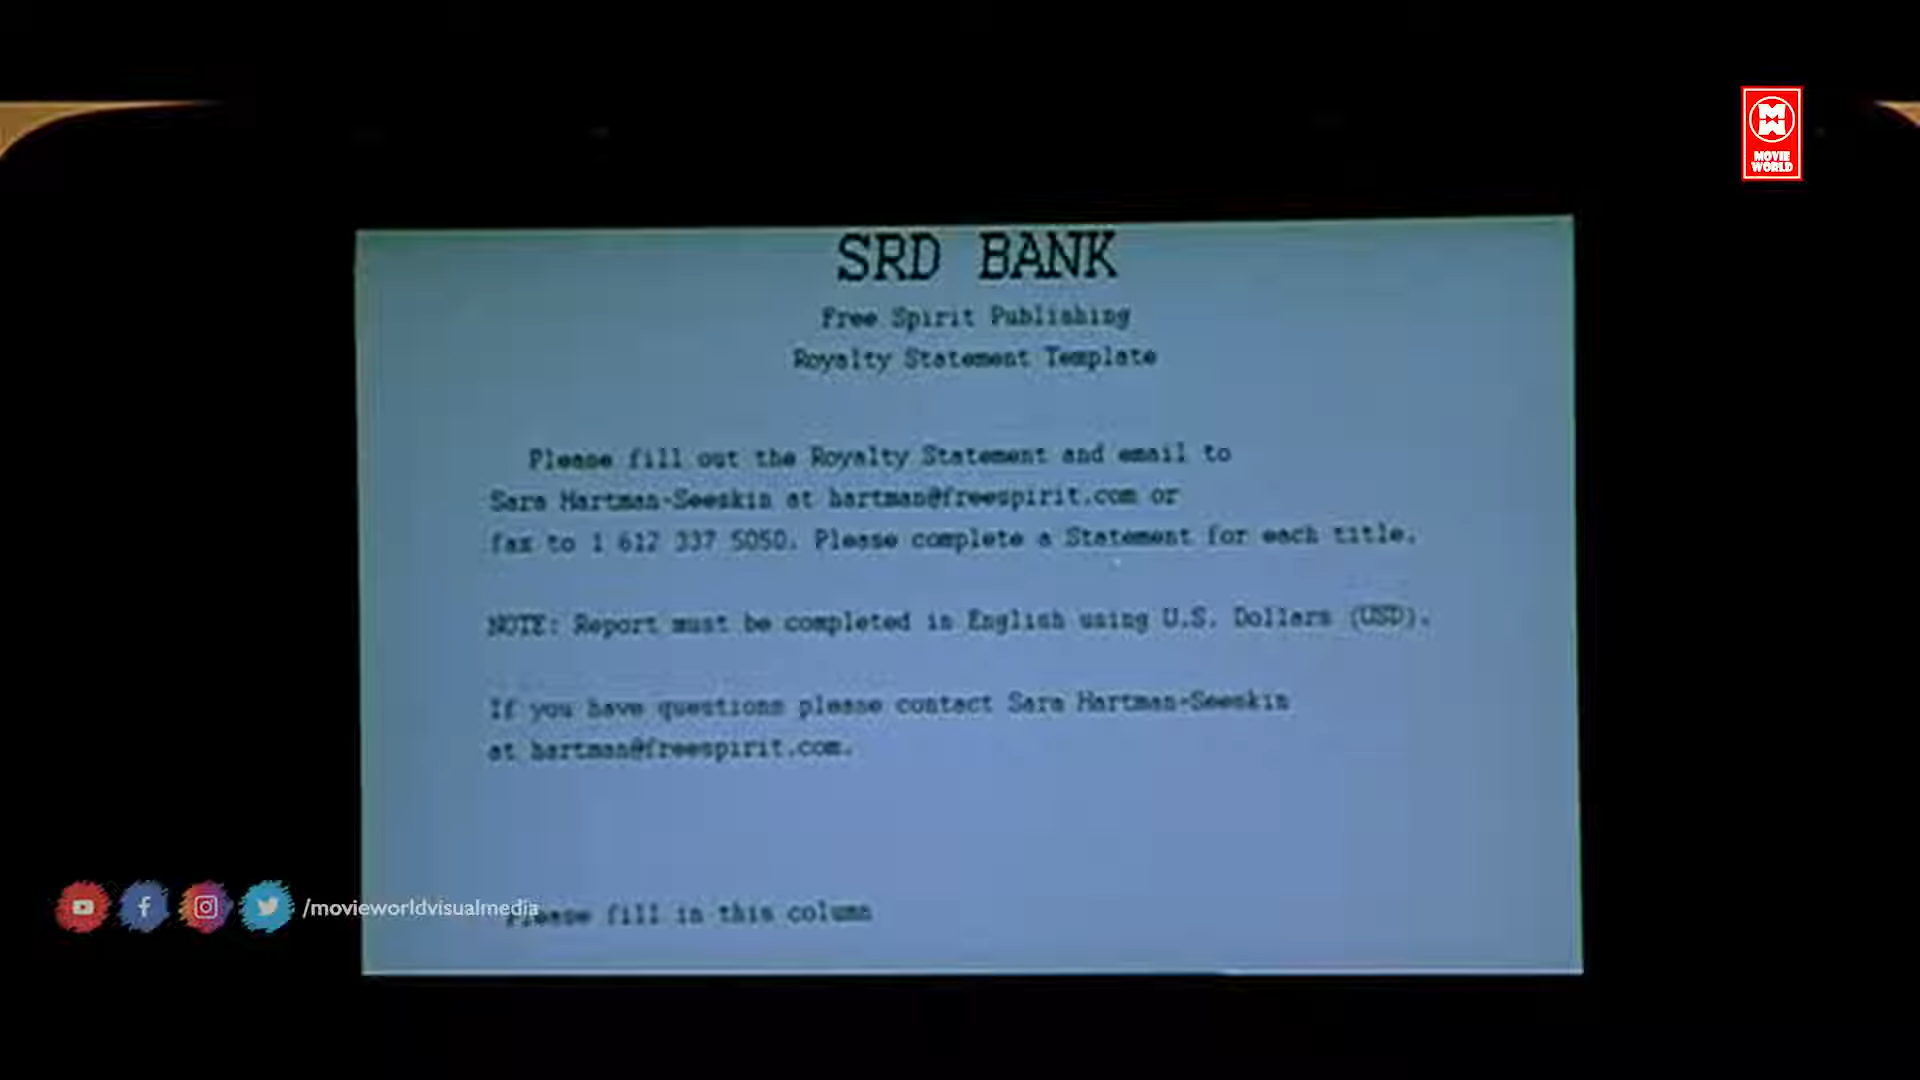 MOVIE
WORLD
SRD BANK
Free Spirit Publishing
Royalty Statement Template
Please fill out the Royalty Statement and email to
Sara Hartman-Seeskin at hartman@freespirit.com or
fax to 1 612 337 5050. Please complete a Statement for each title.
NOTE: Report must be completed in English using U.S. Dollars (USD).
If you have questions please contact Sara Hartman-Seeskin
at hartman@freespirit.com.
/movieworldvisualmedia
Please fill in this column